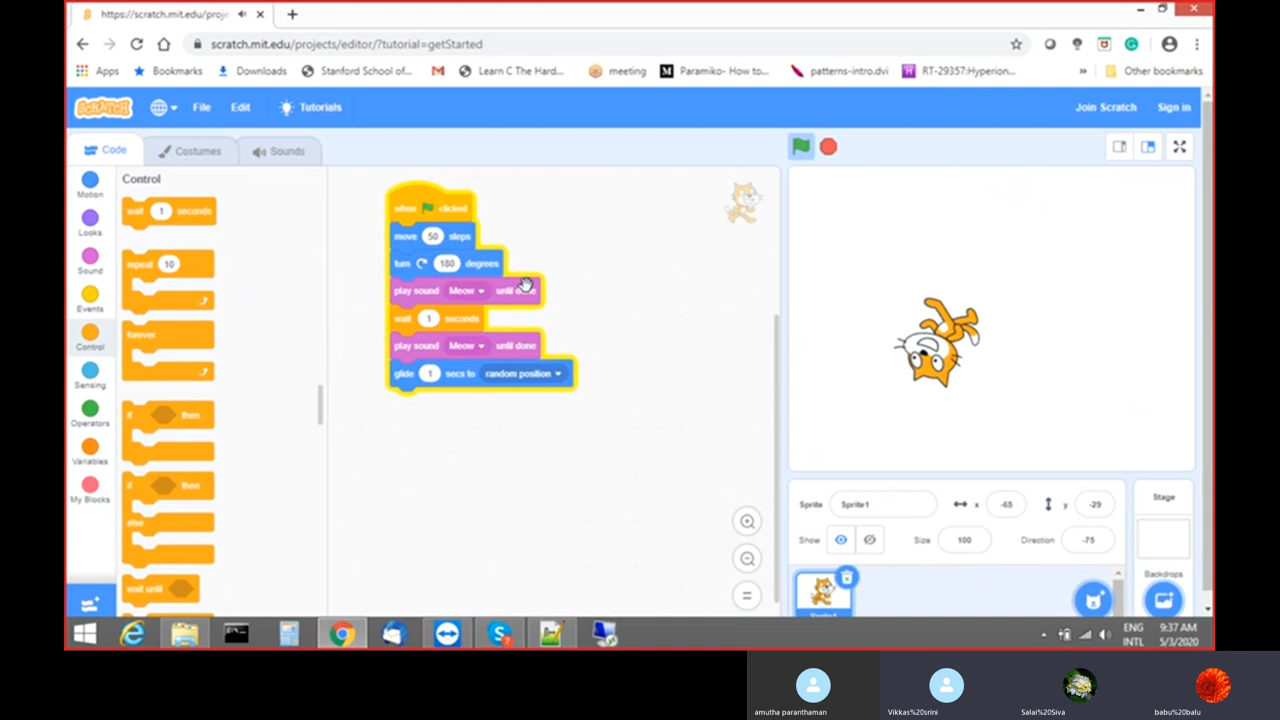 https://scratch.mit.edu/proje
scratch.mit.edu/projects/editor/?tutorial=getStarted
Apps
Bookmarks
Downloads
Stanford School of...
Learn C The Hard...
meeting
Paramiko- How to...
patterns-intro.dvi
RT-29357:Hyperion...
»
Other bookmarks
SCRATCH
File
Edit
Tutorials
Join Scratch
Sign in
Code
Costumes
Sounds
Motion
Looks
Sound
Events
Control
Sensing
Operators
Variables
My Blocks
Control
wait 1 seconds
repeat 10
forever
if then
if then
else
wait until
when clicked
move 50 steps
turn 180 degrees
play sound Meow until done
wait 1 seconds
play sound Meow until done
glide 1 secs to random position
Sprite
Sprite1
x
-65
y
-29
Show
Size
100
Direction
-75
Sprite1
Stage
Backdrops
ENG
INTL
9:37 AM
5/3/2020
amutha paranthaman
Vikkas%20srini
Salai%20Siva
babu%20balu